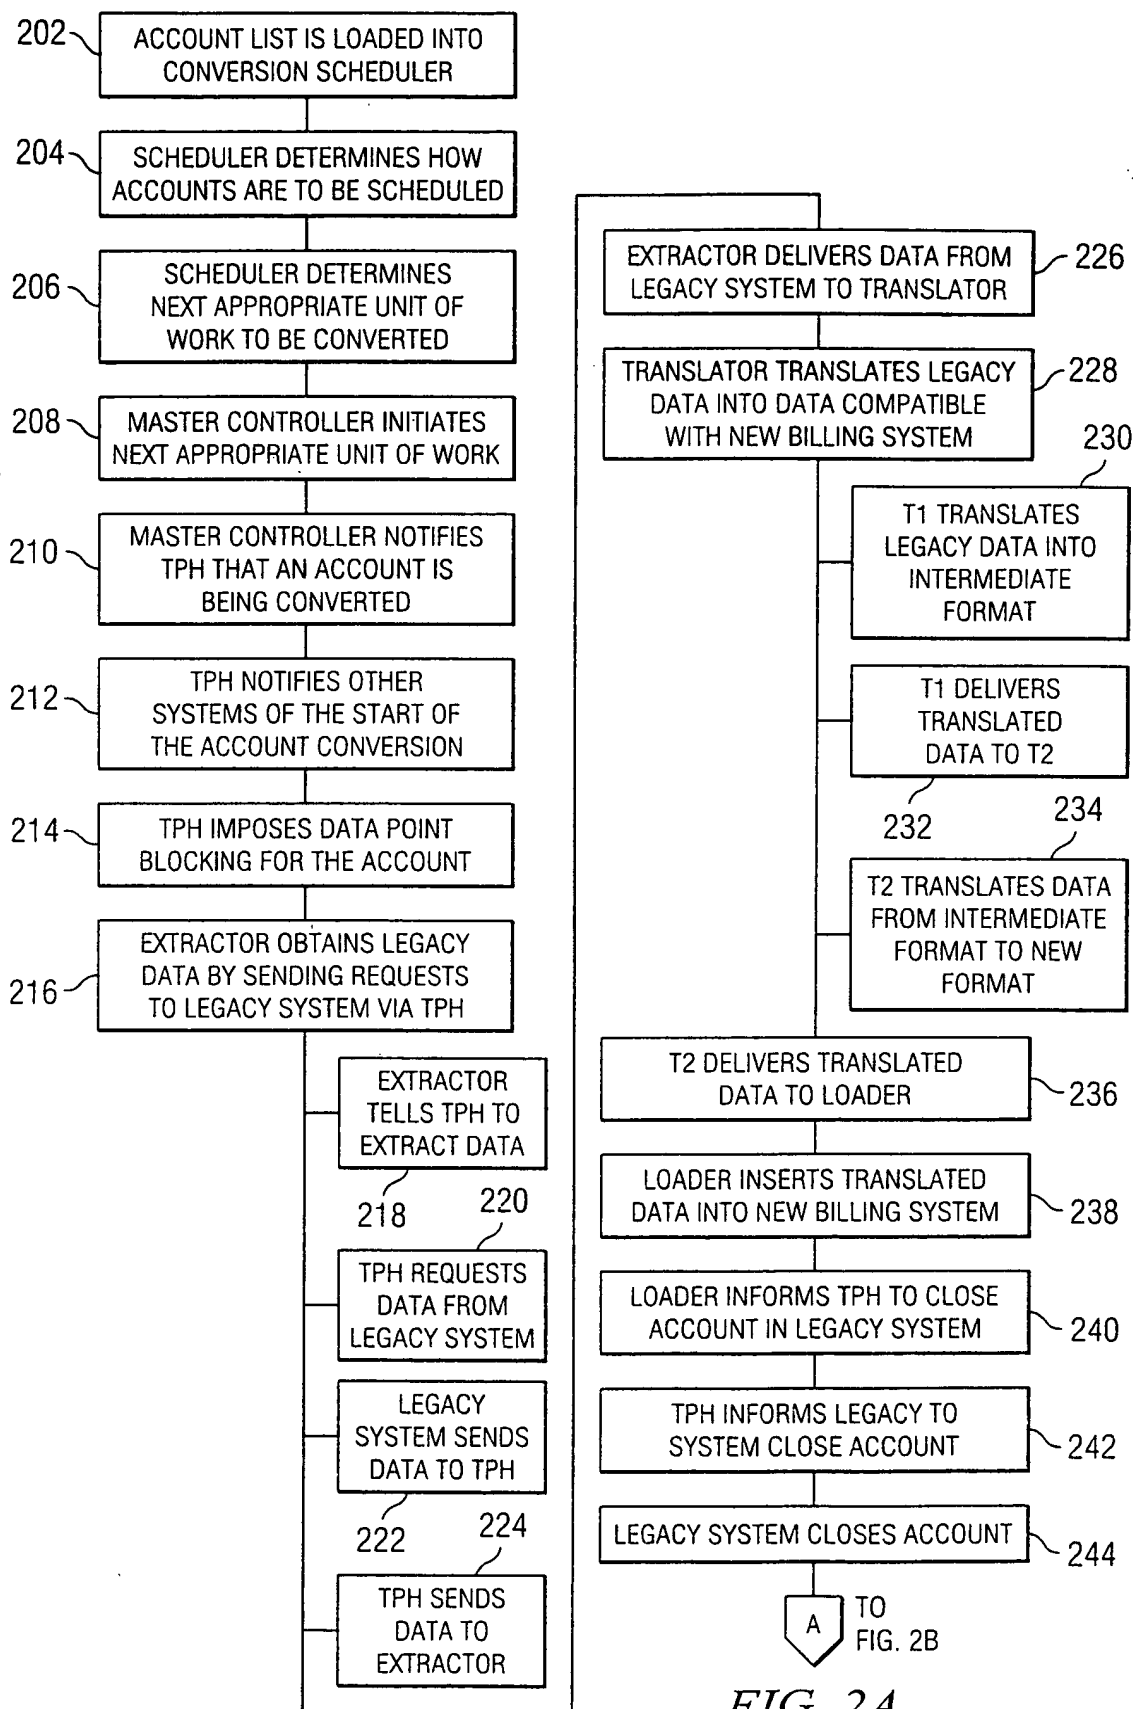 202
ACCOUNT LIST IS LOADED INTO
CONVERSION SCHEDULER
204
SCHEDULER DETERMINES HOW
ACCOUNTS ARE TO BE SCHEDULED
206
SCHEDULER DETERMINES
NEXT APPROPRIATE UNIT OF
WORK TO BE CONVERTED
208
MASTER CONTROLLER INITIATES
NEXT APPROPRIATE UNIT OF WORK
210
MASTER CONTROLLER NOTIFIES
TPH THAT AN ACCOUNT IS
BEING CONVERTED
212
TPH NOTIFIES OTHER
SYSTEMS OF THE START OF
THE ACCOUNT CONVERSION
214
TPH IMPOSES DATA POINT
BLOCKING FOR THE ACCOUNT
216
EXTRACTOR OBTAINS LEGACY
DATA BY SENDING REQUESTS
TO LEGACY SYSTEM VIA TPH
EXTRACTOR
TELLS TPH TO
EXTRACT DATA
218
220
TPH REQUESTS
DATA FROM
LEGACY SYSTEM
LEGACY
SYSTEM SENDS
DATA TO TPH
222
224
TPH SENDS
DATA TO
EXTRACTOR
EXTRACTOR DELIVERS DATA FROM
LEGACY SYSTEM TO TRANSLATOR
226
TRANSLATOR TRANSLATES LEGACY
DATA INTO DATA COMPATIBLE
WITH NEW BILLING SYSTEM
228
230
T1 TRANSLATES
LEGACY DATA INTO
INTERMEDIATE
FORMAT
T1 DELIVERS
TRANSLATED
DATA TO T2
232
234
T2 TRANSLATES DATA
FROM INTERMEDIATE
FORMAT TO NEW
FORMAT
T2 DELIVERS TRANSLATED
DATA TO LOADER
236
LOADER INSERTS TRANSLATED
DATA INTO NEW BILLING SYSTEM
238
LOADER INFORMS TPH TO CLOSE
ACCOUNT IN LEGACY SYSTEM
240
TPH INFORMS LEGACY TO
SYSTEM CLOSE ACCOUNT
242
LEGACY SYSTEM CLOSES ACCOUNT
244
A
TO
FIG. 2B
FIG. 2A